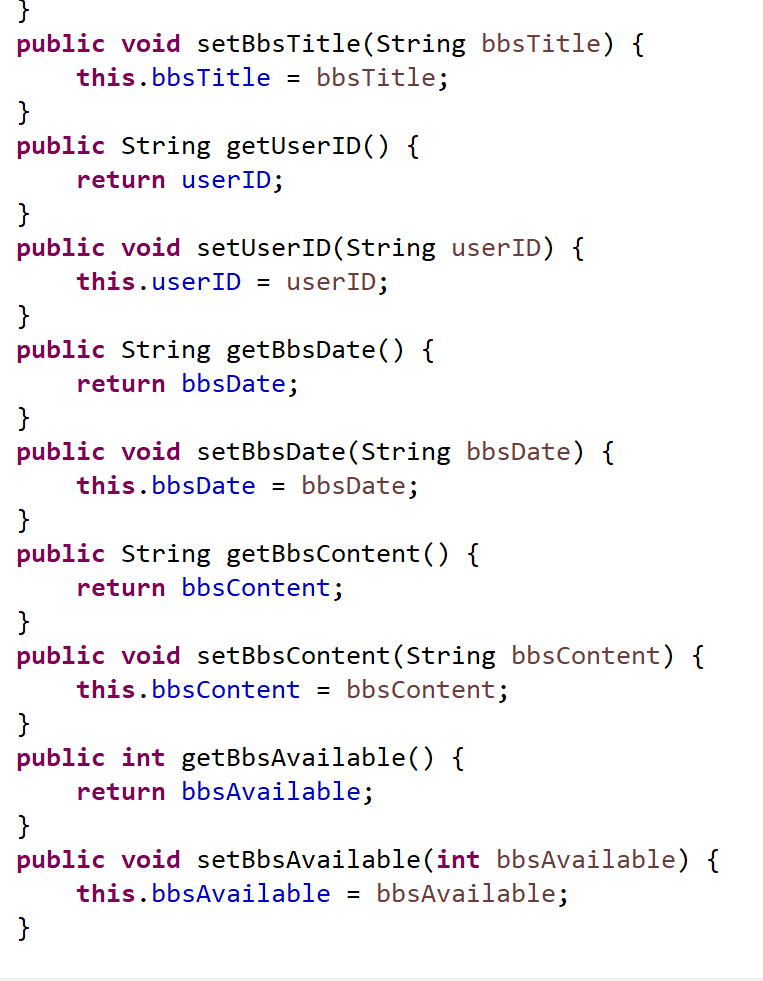 }
public void setBbsTitle(String bbsTitle) {
    this.bbsTitle = bbsTitle;
}
public String getUserID() {
    return userID;
}
public void setUserID(String userID) {
    this.userID = userID;
}
public String getBbsDate() {
    return bbsDate;
}
public void setBbsDate(String bbsDate) {
    this.bbsDate = bbsDate;
}
public String getBbsContent() {
    return bbsContent;
}
public void setBbsContent(String bbsContent) {
    this.bbsContent = bbsContent;
}
public int getBbsAvailable() {
    return bbsAvailable;
}
public void setBbsAvailable(int bbsAvailable) {
    this.bbsAvailable = bbsAvailable;
}